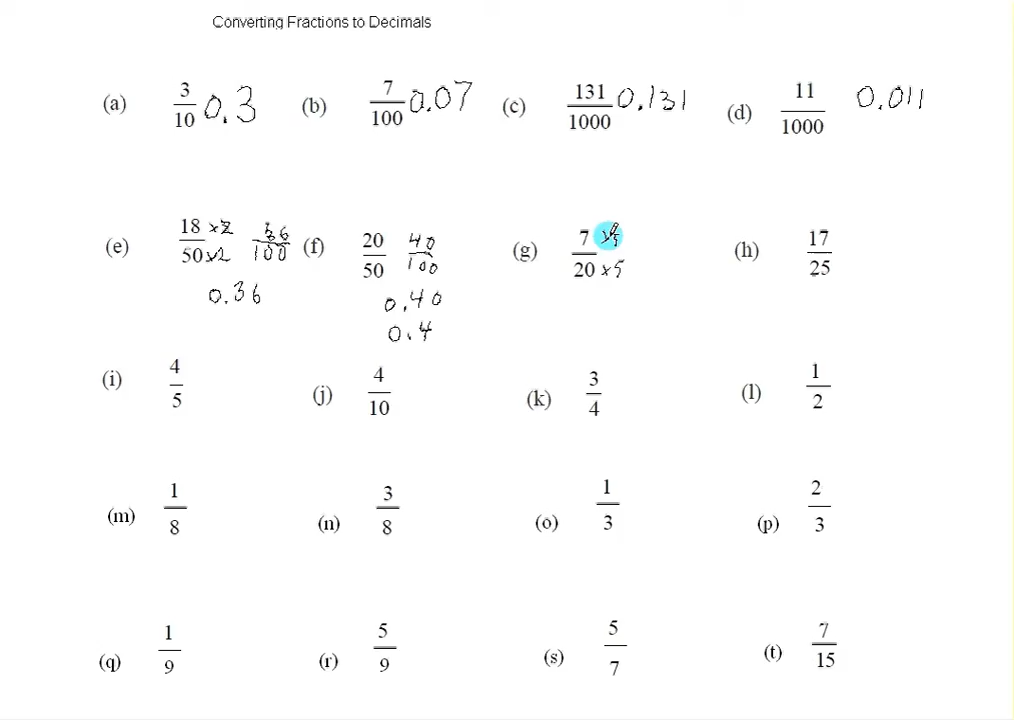 Converting Fractions to Decimals
(a) 3/10 0.3 (b) 7/100 0.07 (c) 131/1000 0.131 (d) 11/1000 0.011
(e) 18×2/50×2 36/100 (f) 20/50 40/100 (g) 7/20×5 (h) 17/25
0.36 0.40
0.4
(i) 4/5 (j) 4/10 (k) 3/4 (l) 1/2
(m) 1/8 (n) 3/8 (o) 1/3 (p) 2/3
(q) 1/9 (r) 5/9 (s) 5/7 (t) 7/15